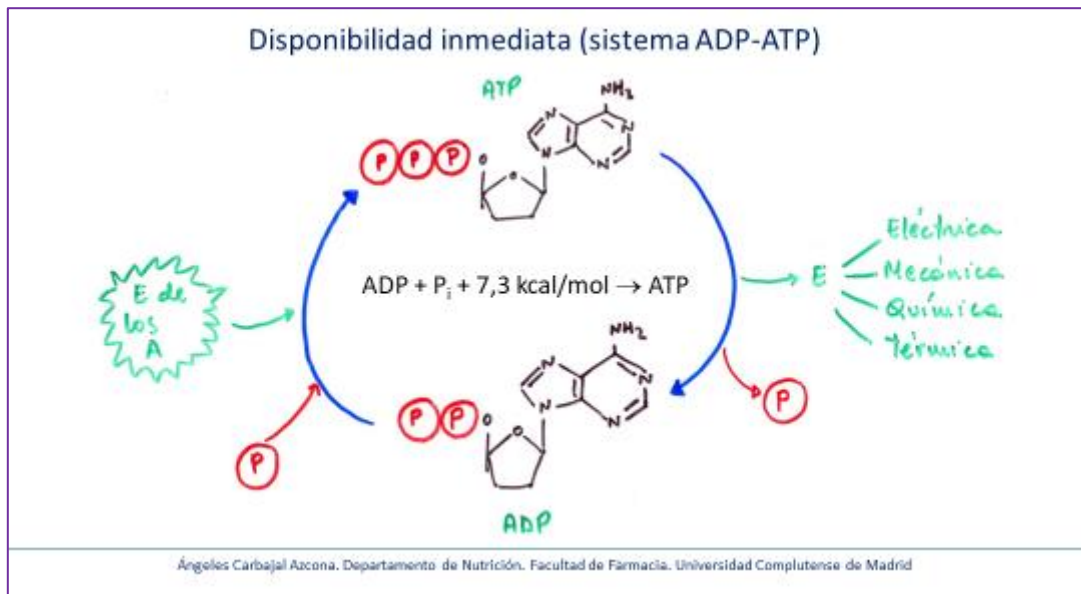 Disponibilidad inmediata (sistema ADP-ATP)
ATP
NH2
N
N
N
N
P P P
O
O
E de
los
A
ADP + Pi + 7,3 kcal/mol → ATP
E
Eléctrica
Mecánica
Química
Térmica
P
P
NH2
N
N
N
N
P P
O
O
ADP
Ángeles Carbajal Azcona. Departamento de Nutrición. Facultad de Farmacia. Universidad Complutense de Madrid